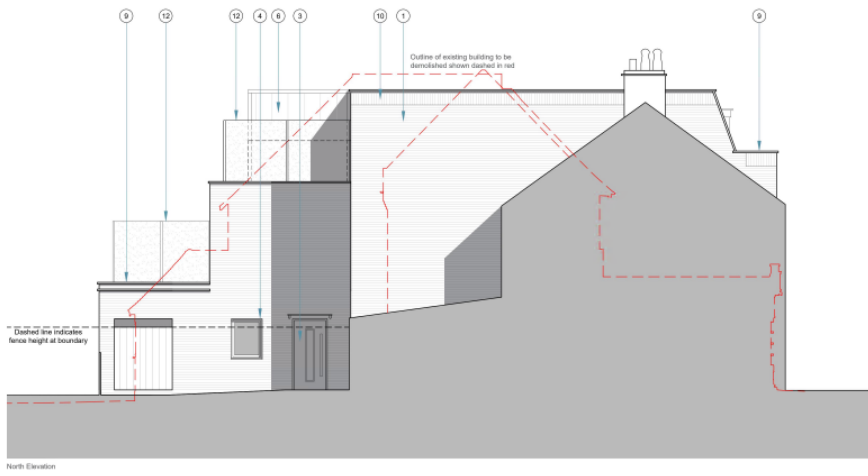 9
12
12
4
6
3
10
1
9
Outline of existing building to be
demolished shown dashed in red
Dashed line indicates
fence height at boundary
North Elevation